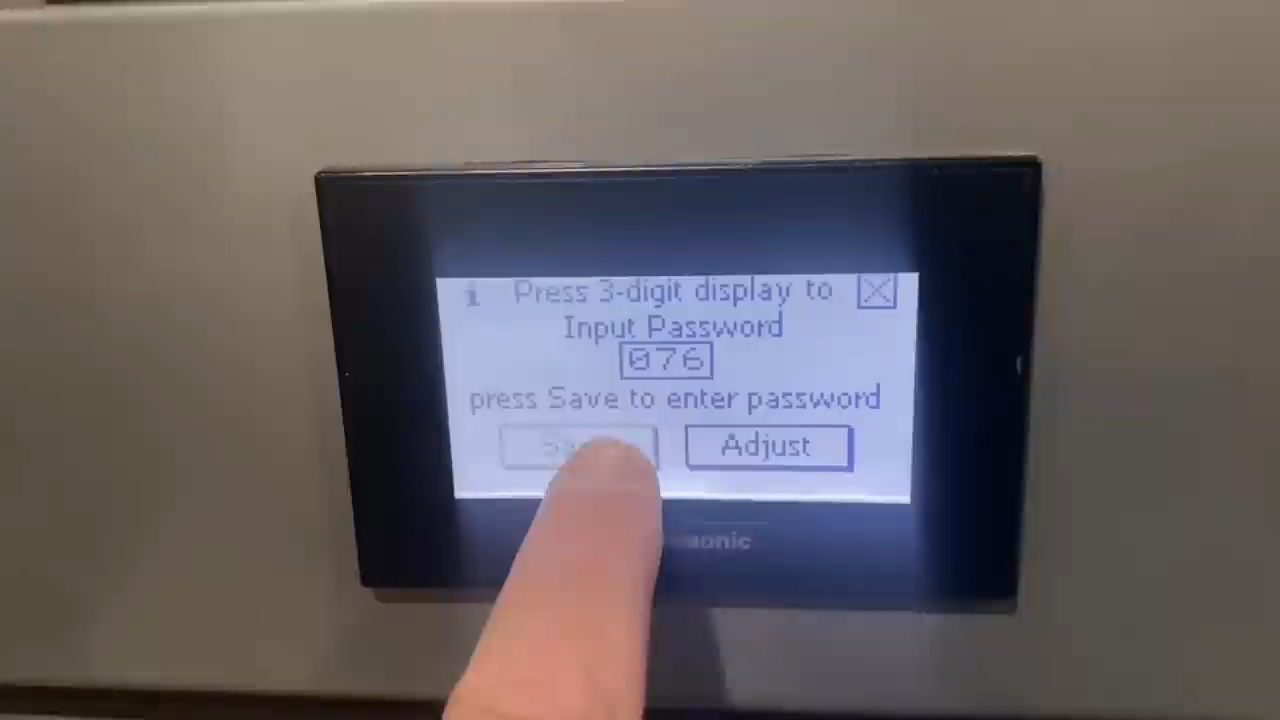 i Press 3-digit display to
Input Password
076
press Save to enter password
Adjust